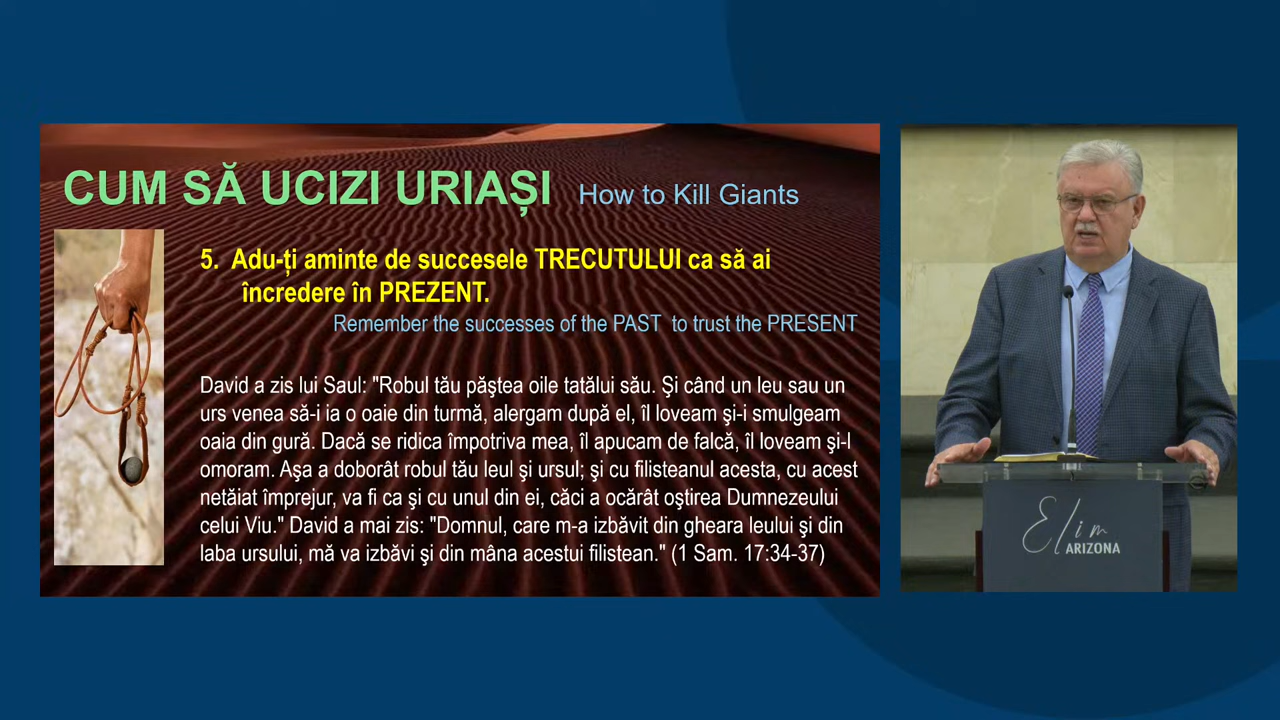 CUM SĂ UCIZI URIAȘI How to Kill Giants
5. Adu-ți aminte de succesele TRECUTULUI ca să ai
încredere în PREZENT.
Remember the successes of the PAST to trust the PRESENT
David a zis lui Saul: "Robul tău păştea oile tatălui său. Şi când un leu sau un
urs venea să-i ia o oaie din turmă, alergam după el, îl loveam şi-i smulgeam
oaia din gură. Dacă se ridica împotriva mea, îl apucam de falcă, îl loveam şi-l
omoram. Aşa a doborât robul tău leul şi ursul; şi cu filisteanul acesta, cu acest
netăiat împrejur, va fi ca şi cu unul din ei, căci a ocărât oştirea Dumnezeului
celui Viu." David a mai zis: "Domnul, care m-a izbăvit din gheara leului şi din
laba ursului, mă va izbăvi şi din mâna acestui filistean." (1 Sam. 17:34-37)
Elim
ARIZONA